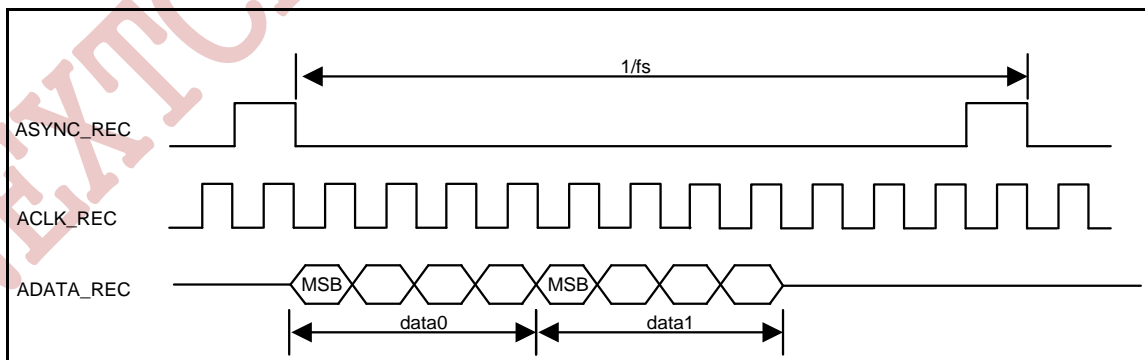 1/fs
ASYNC_REC
ACLK_REC
ADATA_REC
MSB
MSB
data0
data1